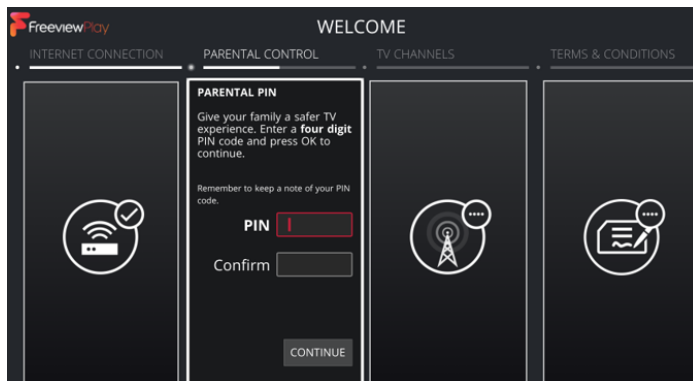 FreeviewPlay
WELCOME
INTERNET CONNECTION
PARENTAL CONTROL
TV CHANNELS
TERMS & CONDITIONS
PARENTAL PIN
Give your family a safer TV
experience. Enter a four digit
PIN code and press OK to
continue.
Remember to keep a note of your PIN
code.
PIN
Confirm
CONTINUE